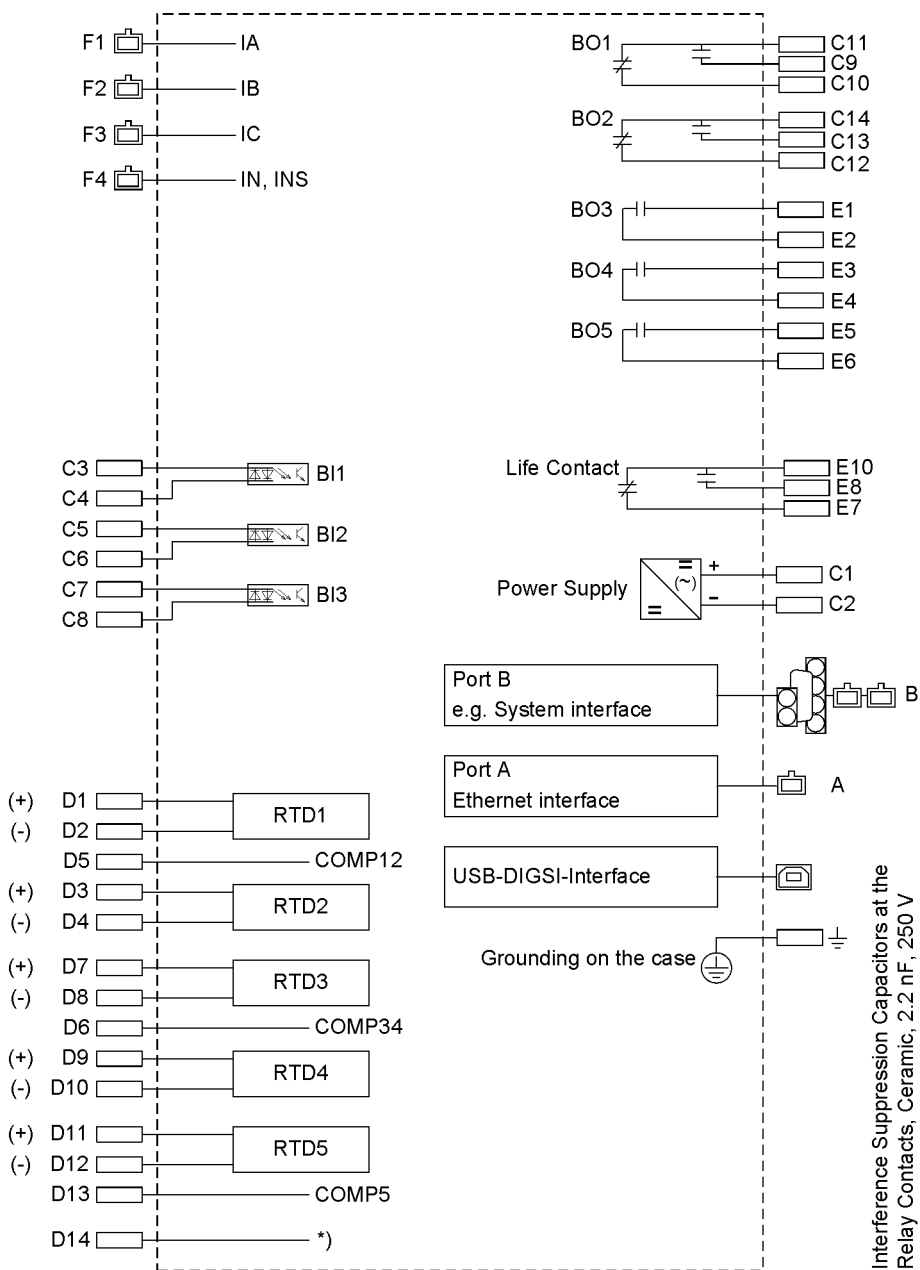 F1 IA
F2 IB
F3 IC
F4 IN, INS
BO1 C11
C9
C10
BO2 C14
C13
C12
BO3 E1
E2
BO4 E3
E4
BO5 E5
E6
C3 BI1
C4
C5 BI2
C6
C7 BI3
C8
Life Contact E10
E8
E7
Power Supply = (~) = + - C1
C2
Port B
e.g. System interface B
Port A
Ethernet interface A
USB-DIGSI-Interface
Grounding on the case
(+) D1 RTD1
(-) D2
D5 COMP12
(+) D3 RTD2
(-) D4
(+) D7 RTD3
(-) D8
D6 COMP34
(+) D9 RTD4
(-) D10
(+) D11 RTD5
(-) D12
D13 COMP5
D14 *)
Interference Suppression Capacitors at the
Relay Contacts, Ceramic, 2.2 nF, 250 V